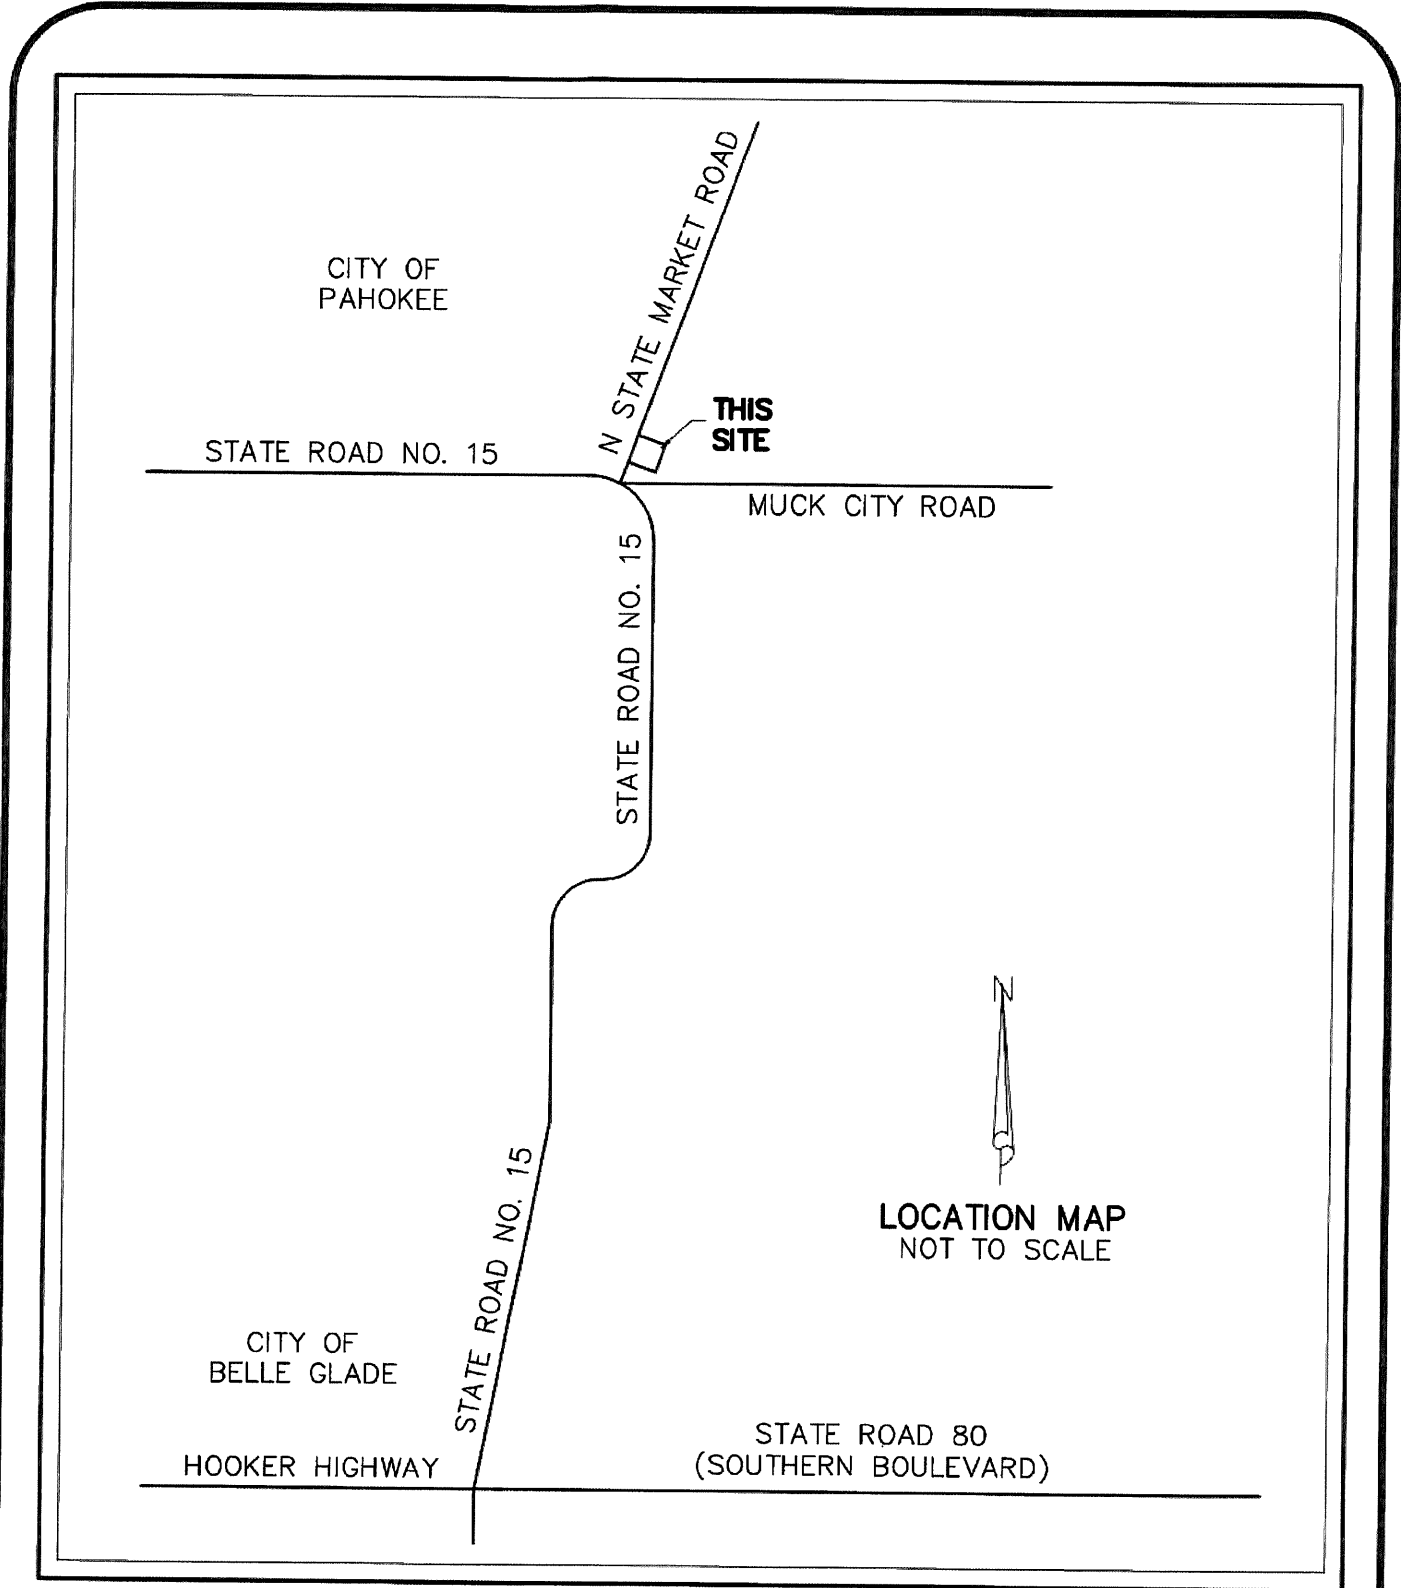 N STATE MARKET ROAD
CITY OF
PAHOKEE
THIS
SITE
STATE ROAD NO. 15
MUCK CITY ROAD
STATE ROAD NO. 15
N
LOCATION MAP
NOT TO SCALE
STATE ROAD NO. 15
CITY OF
BELLE GLADE
STATE ROAD 80
(SOUTHERN BOULEVARD)
HOOKER HIGHWAY